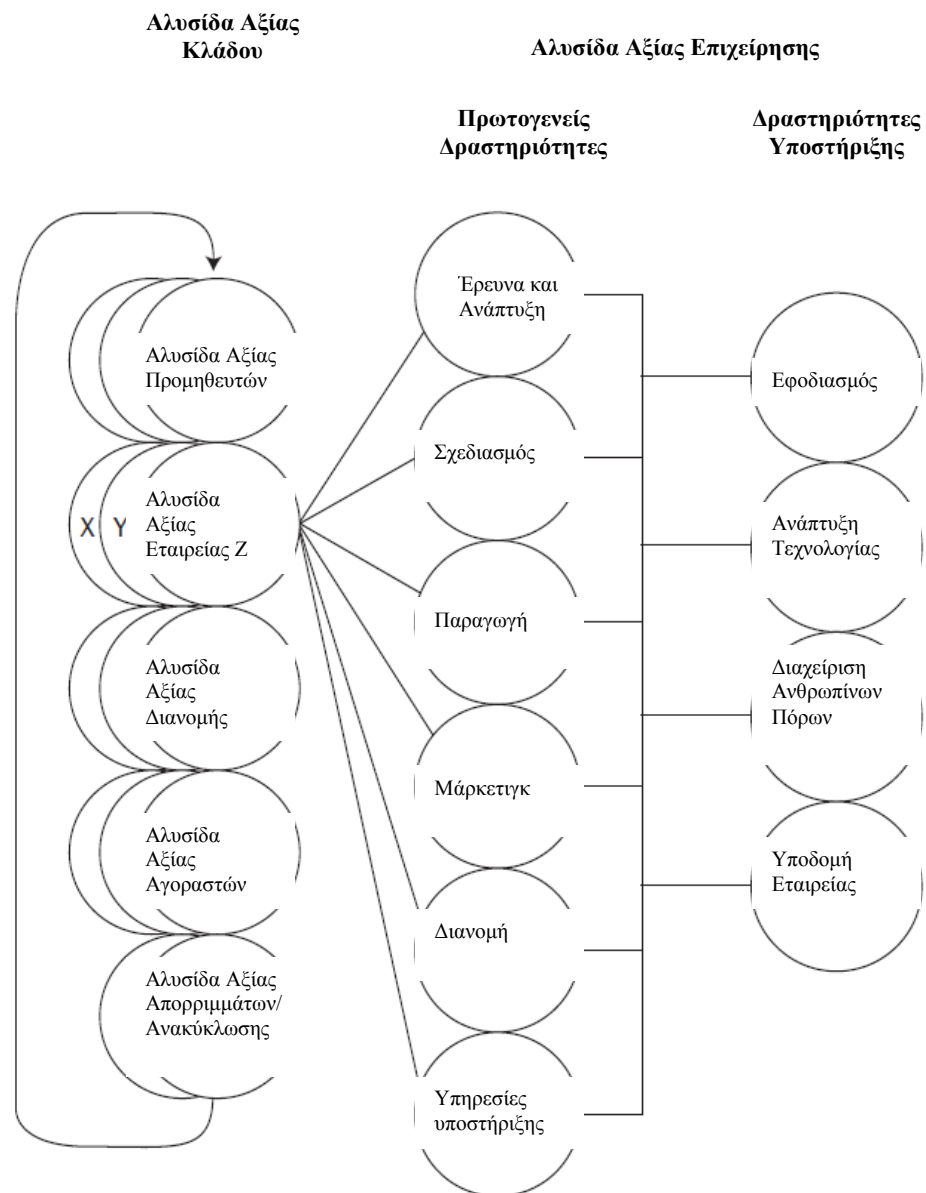 Αλυσίδα Αξίας
Κλάδου
Αλυσίδα Αξίας Επιχείρησης
Πρωτογενείς
Δραστηριότητες
Δραστηριότητες
Υποστήριξης
Αλυσίδα Αξίας
Προμηθευτών
X Y
Αλυσίδα
Αξίας
Εταιρείας Ζ
Αλυσίδα
Αξίας
Διανομής
Αλυσίδα
Αξίας
Αγοραστών
Αλυσίδα Αξίας
Απορριμμάτων/
Ανακύκλωσης
Έρευνα και
Ανάπτυξη
Σχεδιασμός
Παραγωγή
Μάρκετιγκ
Διανομή
Υπηρεσίες
υποστήριξης
Εφοδιασμός
Ανάπτυξη
Τεχνολογίας
Διαχείριση
Ανθρωπίνων
Πόρων
Υποδομή
Εταιρείας